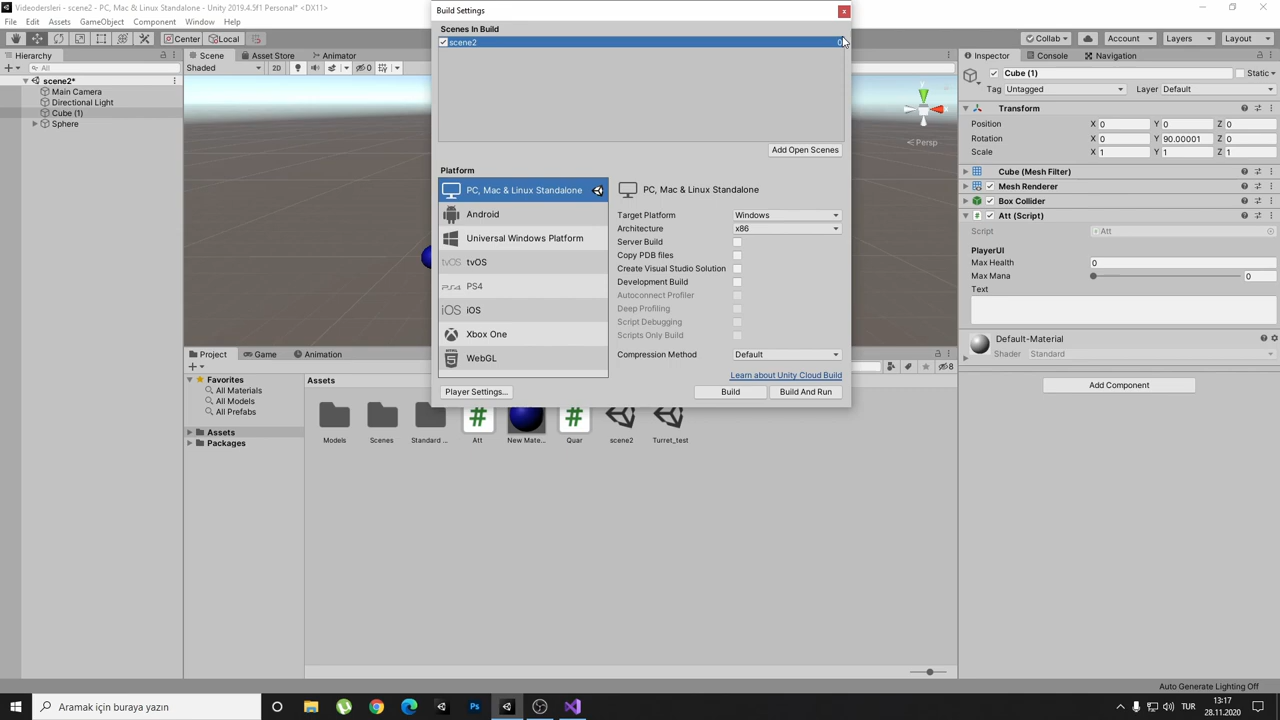 Videodersleri - scene2 - PC, Mac & Linux Standalone - Unity 2019.4.5f1 Personal* <DX11>
File Edit Assets GameObject Component Window Help
Center Local
Collab Account Layers Layout
Hierarchy
All
scene2*
Main Camera
Directional Light
Cube (1)
Sphere
Scene Asset Store Animator
Shaded 2D 0
Persp
Build Settings
Scenes In Build
scene2 0
Add Open Scenes
Platform
PC, Mac & Linux Standalone
Android
Universal Windows Platform
tvOS tvOS
PS4 PS4
iOS iOS
Xbox One
WebGL
PC, Mac & Linux Standalone
Target Platform Windows
Architecture x86
Server Build
Copy PDB files
Create Visual Studio Solution
Development Build
Autoconnect Profiler
Deep Profiling
Script Debugging
Scripts Only Build
Compression Method Default
Learn about Unity Cloud Build
Player Settings... Build Build And Run
Inspector Console Navigation
Cube (1) Static
Tag Untagged Layer Default
Transform
Position X 0 Y 0 Z 0
Rotation X 0 Y 90.00001 Z 0
Scale X 1 Y 1 Z 1
Cube (Mesh Filter)
Mesh Renderer
Box Collider
Att (Script)
Script Att
PlayerUI
Max Health 0
Max Mana 0
Text
Default-Material
Shader Standard
Add Component
Project Game Animation
8
Favorites
All Materials
All Models
All Prefabs
Assets
Packages
Assets
Models Scenes Standard ... Att New Mate... Quar scene2 Turret_test
Auto Generate Lighting Off
Aramak için buraya yazın
Ps
TUR
13:17
28.11.2020